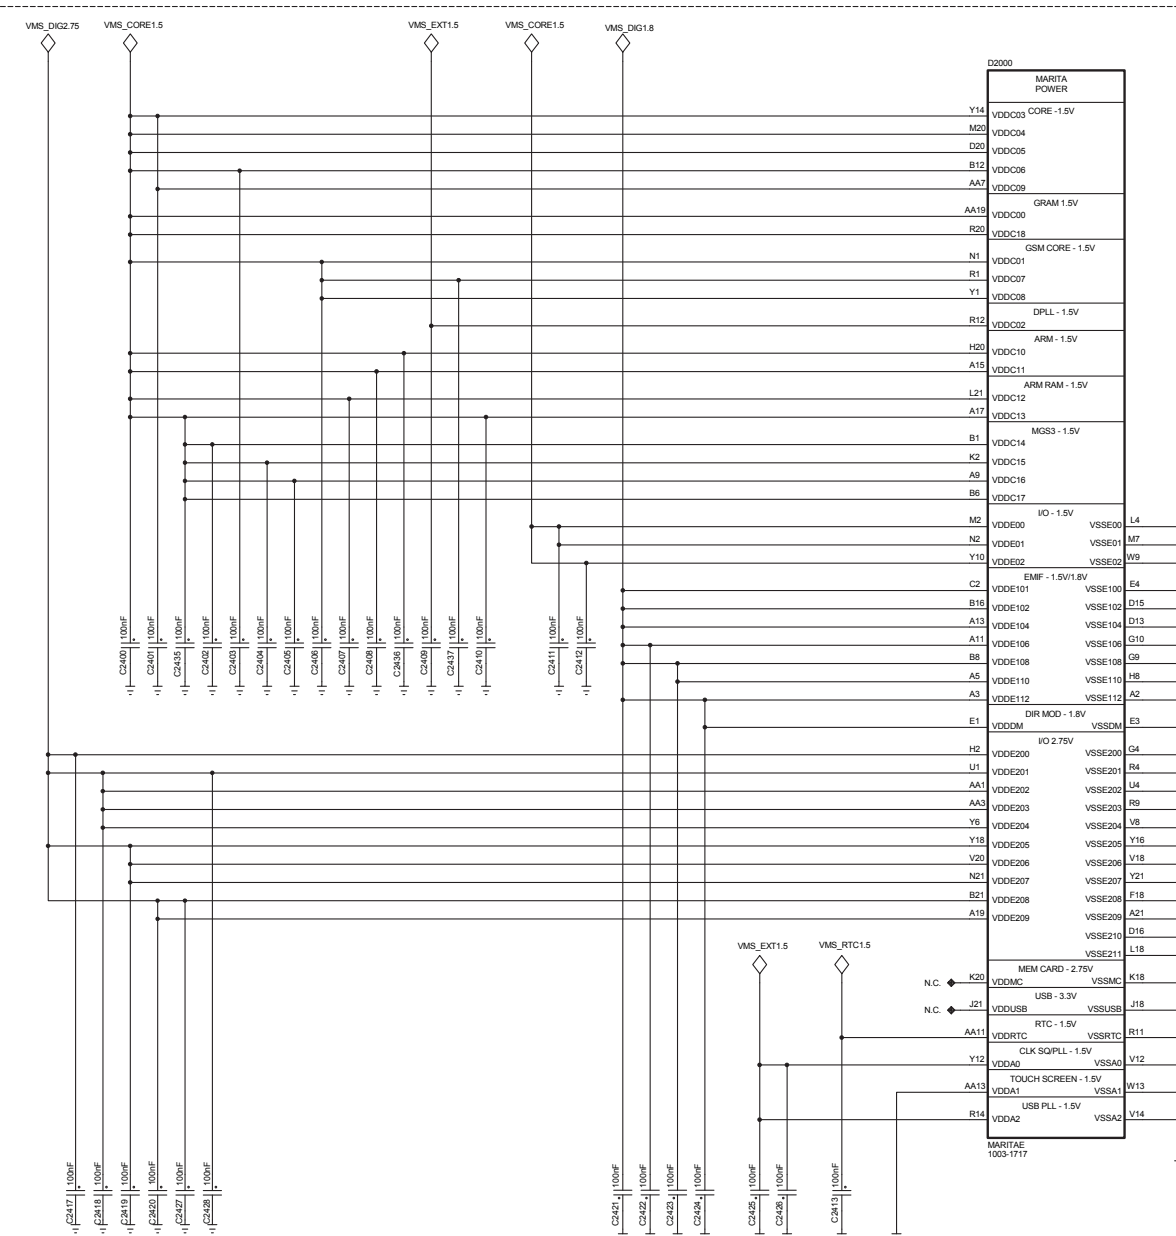 VMS_DIG2.75
VMS_CORE1.5
VMS_EXT1.5
VMS_CORE1.5
VMS_DIG1.8
D2000
MARITA
POWER
CORE -1.5V
Y14 VDDC03
M20 VDDC04
D20 VDDC05
B12 VDDC06
AA7 VDDC09
GRAM 1.5V
AA19 VDDC00
R20 VDDC18
GSM CORE - 1.5V
N1 VDDC01
R1 VDDC07
Y1 VDDC08
DPLL - 1.5V
R12 VDDC02
ARM - 1.5V
H20 VDDC10
A15 VDDC11
ARM RAM - 1.5V
L21 VDDC12
A17 VDDC13
MGS3 - 1.5V
B1 VDDC14
K2 VDDC15
A9 VDDC16
B6 VDDC17
I/O - 1.5V
M2 VDDE00 VSSE00 L4
N2 VDDE01 VSSE01 M7
Y10 VDDE02 VSSE02 W9
EMIF - 1.5V/1.8V
C2 VDDE101 VSSE100 E4
B16 VDDE102 VSSE102 D15
A13 VDDE104 VSSE104 D13
A11 VDDE106 VSSE106 G10
B8 VDDE108 VSSE108 G9
A5 VDDE110 VSSE110 H8
A3 VDDE112 VSSE112 A2
DIR MOD - 1.8V
E1 VDDDM VSSDM E3
I/O 2.75V
H2 VDDE200 VSSE200 G4
U1 VDDE201 VSSE201 R4
AA1 VDDE202 VSSE202 U4
AA3 VDDE203 VSSE203 R9
Y6 VDDE204 VSSE204 V8
Y18 VDDE205 VSSE205 Y16
V20 VDDE206 VSSE206 V18
N21 VDDE207 VSSE207 Y21
B21 VDDE208 VSSE208 F18
A19 VDDE209 VSSE209 A21
VSSE210 D16
VSSE211 L18
MEM CARD - 2.75V
N.C. K20 VDDMC VSSMC K18
USB - 3.3V
N.C. J21 VDDUSB VSSUSB J18
RTC - 1.5V
AA11 VDDRTC VSSRTC R11
CLK SQ/PLL - 1.5V
Y12 VDDA0 VSSA0 V12
TOUCH SCREEN - 1.5V
AA13 VDDA1 VSSA1 W13
USB PLL - 1.5V
R14 VDDA2 VSSA2 V14
MARITAE
1003-1717
C2400 100nF
C2401 100nF
C2435 100nF
C2402 100nF
C2403 100nF
C2404 100nF
C2405 100nF
C2406 100nF
C2407 100nF
C2408 100nF
C2436 100nF
C2409 100nF
C2437 100nF
C2410 100nF
C2411 100nF
C2412 100nF
VMS_EXT1.5
VMS_RTC1.5
C2417 100nF
C2418 100nF
C2419 100nF
C2420 100nF
C2427 100nF
C2428 100nF
C2421 100nF
C2422 100nF
C2423 100nF
C2424 100nF
C2425 100nF
C2426 100nF
C2413 100nF